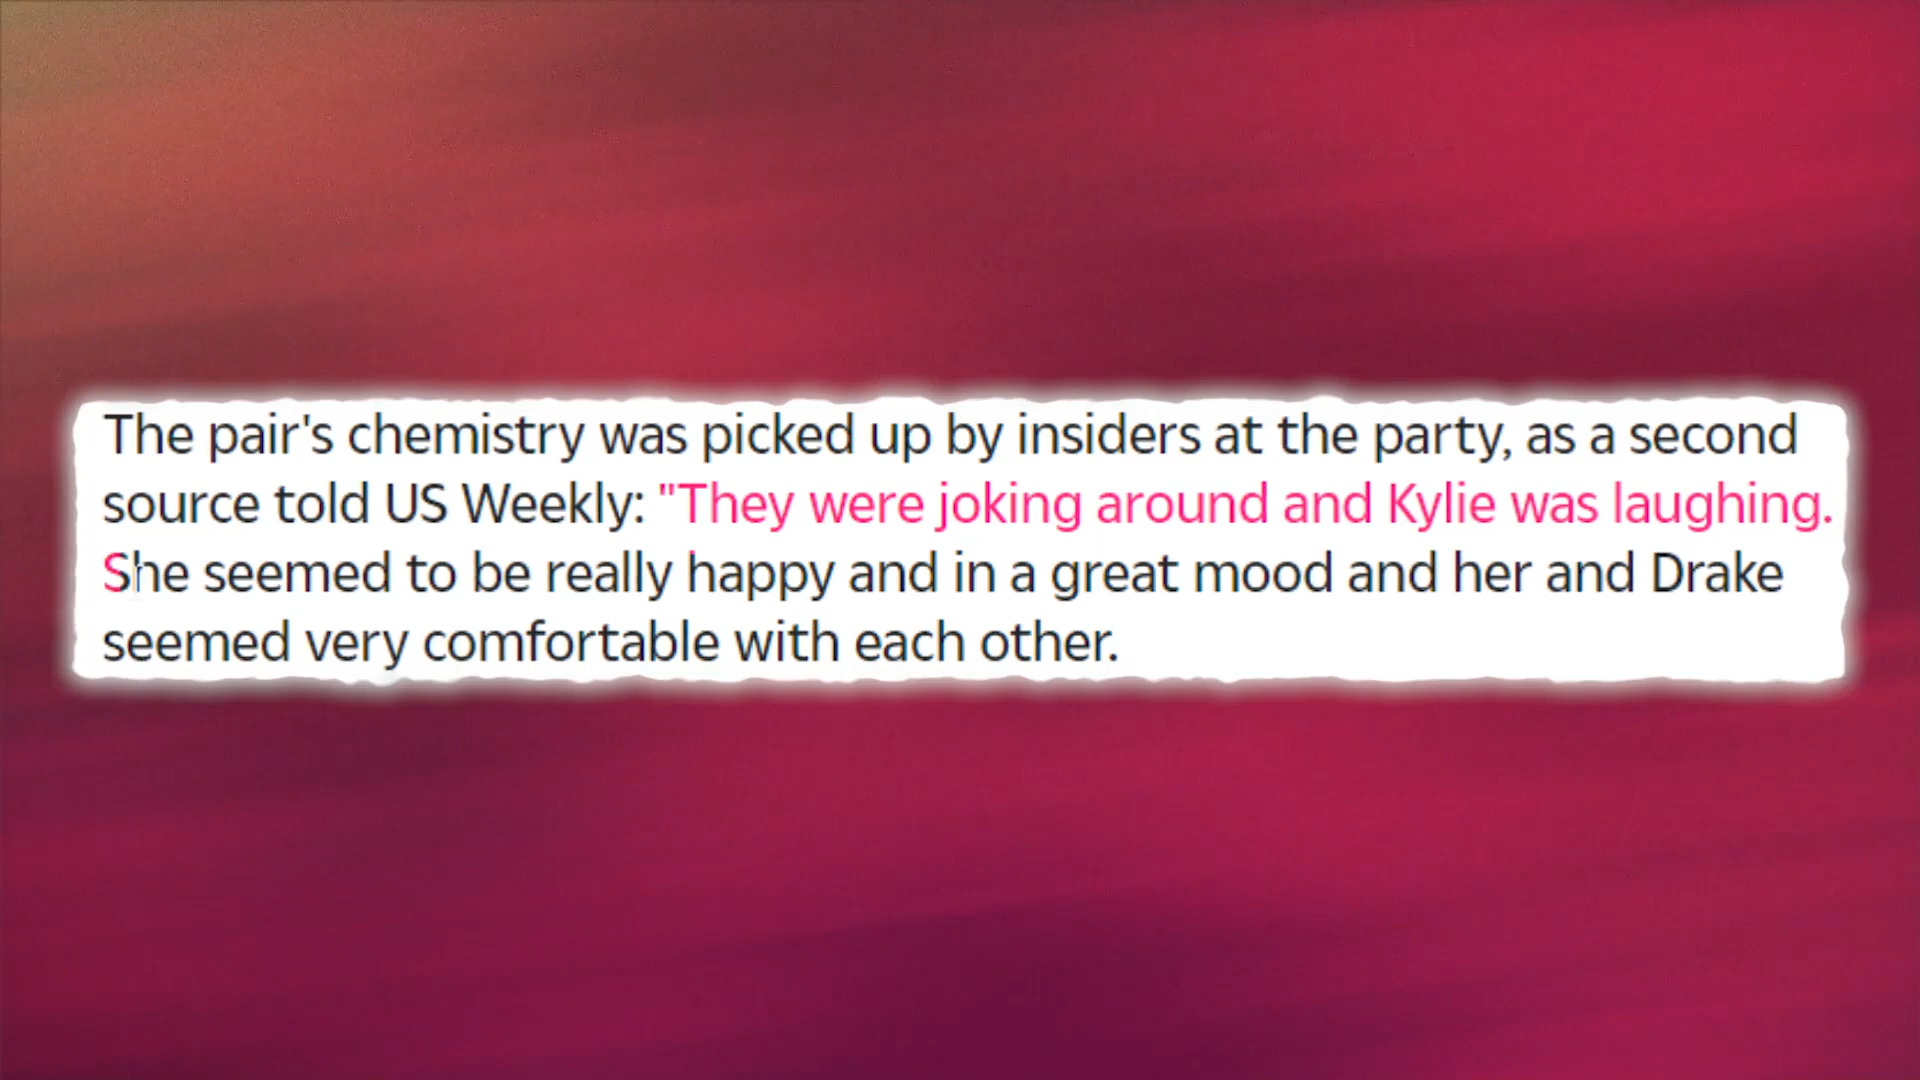 The pair's chemistry was picked up by insiders at the party, as a second
source told US Weekly: "They were joking around and Kylie was laughing.
She seemed to be really happy and in a great mood and her and Drake
seemed very comfortable with each other.